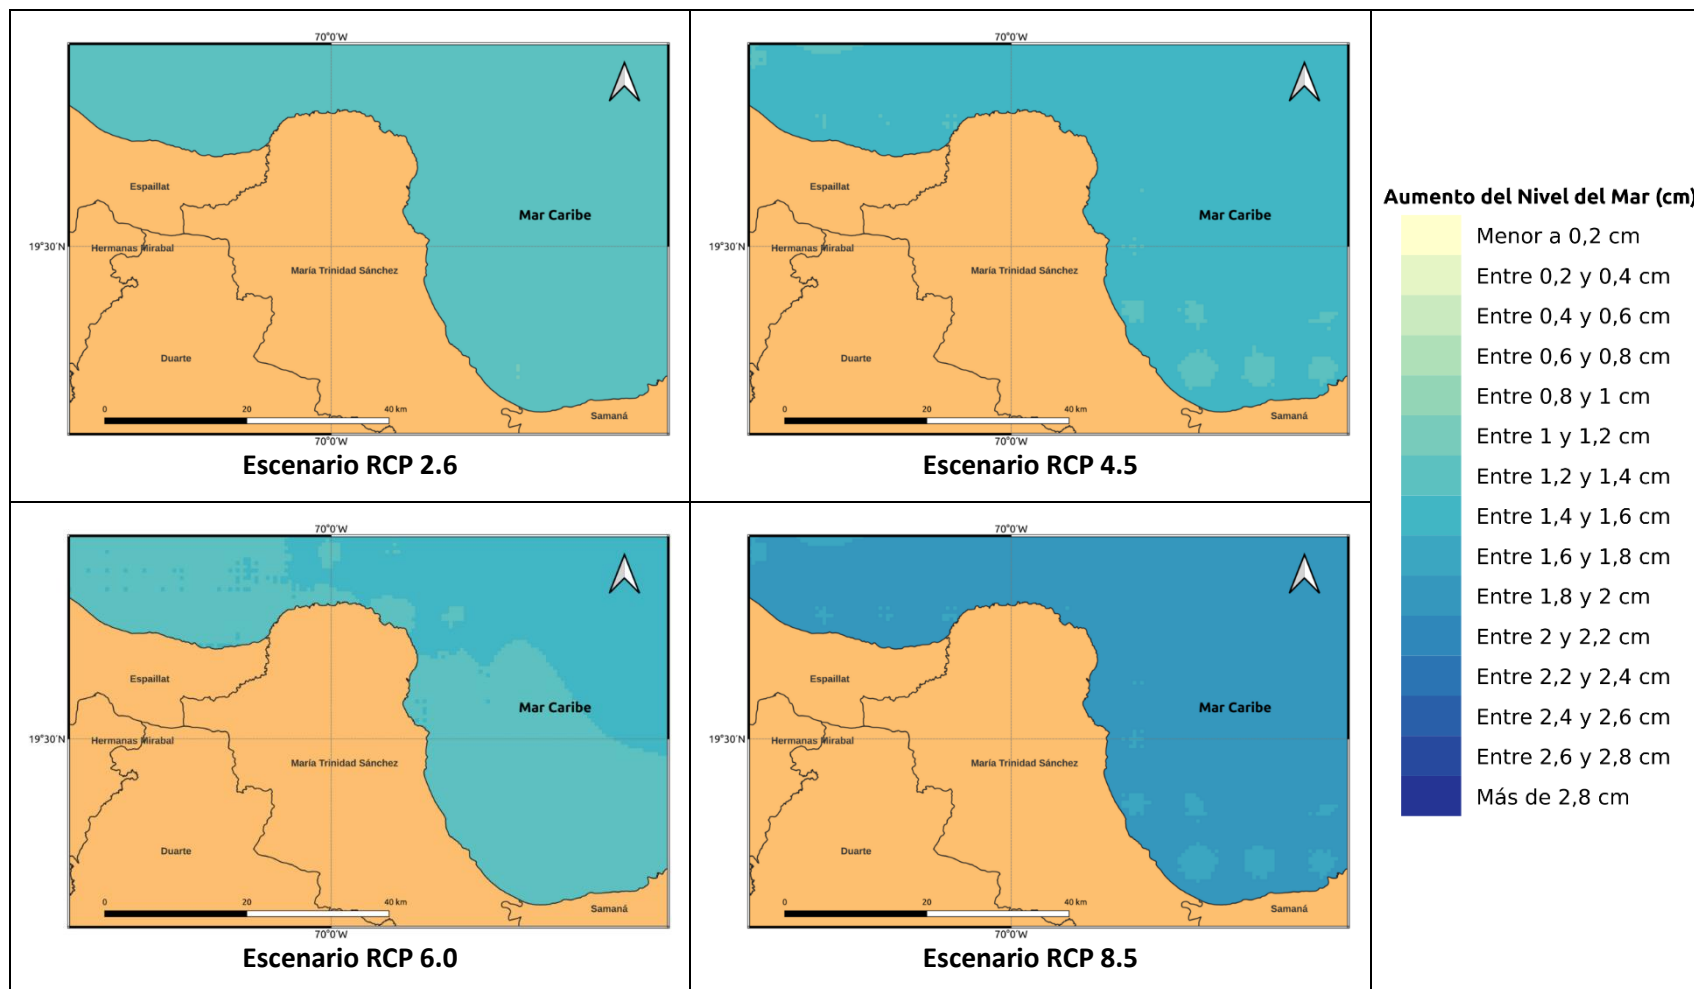 70°0'W
Espaillat
Mar Caribe
19°30'N
Hermanas Mirabal
María Trinidad Sánchez
Duarte
0 20 40 km
Samaná
70°0'W
Escenario RCP 2.6
70°0'W
Espaillat
Mar Caribe
19°30'N
Hermanas Mirabal
María Trinidad Sánchez
Duarte
0 20 40 km
Samaná
70°0'W
Escenario RCP 4.5
70°0'W
Espaillat
Mar Caribe
19°30'N
Hermanas Mirabal
María Trinidad Sánchez
Duarte
0 20 40 km
Samaná
70°0'W
Escenario RCP 6.0
70°0'W
Espaillat
Mar Caribe
19°30'N
Hermanas Mirabal
María Trinidad Sánchez
Duarte
0 20 40 km
Samaná
70°0'W
Escenario RCP 8.5
Aumento del Nivel del Mar (cm)
Menor a 0,2 cm
Entre 0,2 y 0,4 cm
Entre 0,4 y 0,6 cm
Entre 0,6 y 0,8 cm
Entre 0,8 y 1 cm
Entre 1 y 1,2 cm
Entre 1,2 y 1,4 cm
Entre 1,4 y 1,6 cm
Entre 1,6 y 1,8 cm
Entre 1,8 y 2 cm
Entre 2 y 2,2 cm
Entre 2,2 y 2,4 cm
Entre 2,4 y 2,6 cm
Entre 2,6 y 2,8 cm
Más de 2,8 cm